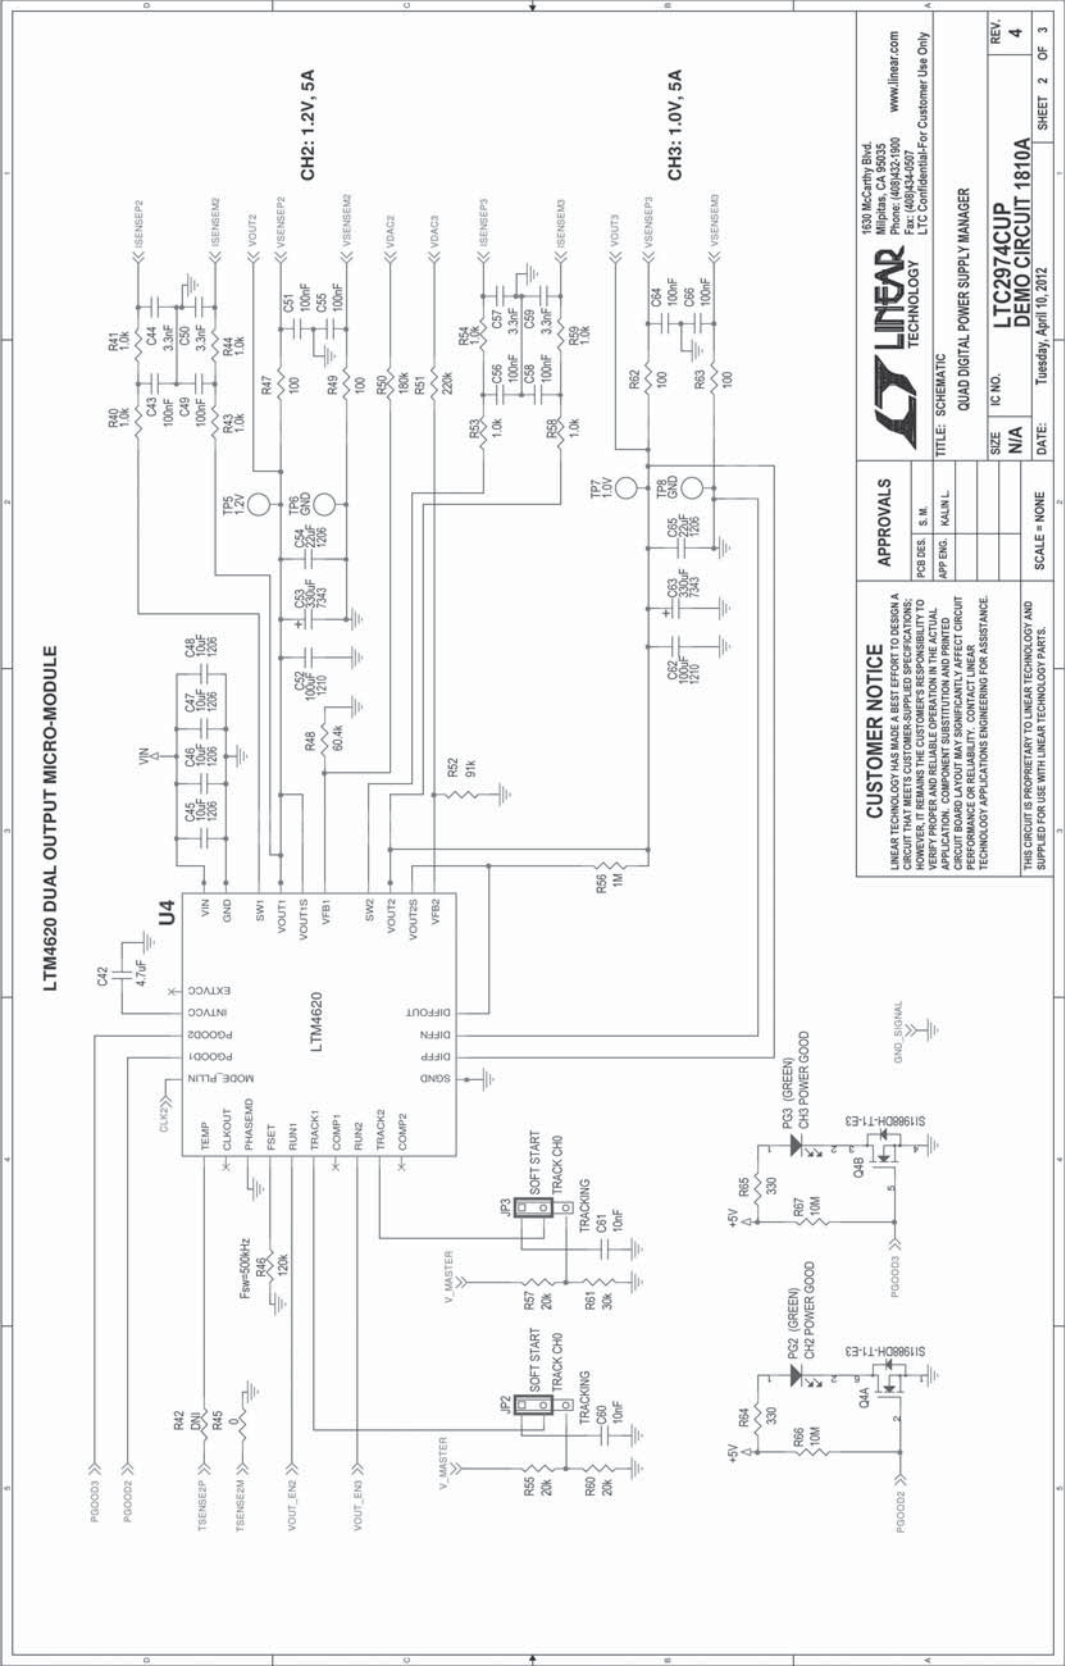 LTM4620 DUAL OUTPUT MICRO-MODULE
PGOOD3
PGOOD2
TSENSE2P
TSENSE2M
VOUT_EN2
VOUT_EN3
R42
DNI
R45
0
Fsw=500kHz
R46
120k
CLK2
C42
4.7uF
U4
LTM4620
MODE_PLLIN
PGOOD1
PGOOD2
INTVCC
EXTVCC
TEMP
CLKOUT
PHASEMD
FSET
RUN1
TRACK1
COMP1
RUN2
TRACK2
COMP2
VIN
GND
SW1
VOUT1
VOUT1S
VFB1
SW2
VOUT2
VOUT2S
VFB2
SGND
DIFFP
DIFFN
DIFFOUT
VIN
C45
10uF
1206
C46
10uF
1206
C47
10uF
1206
C48
10uF
1206
R48
60.4k
R52
91k
R56
1M
C52
100uF
1210
C53
330uF
7343
C54
22uF
1206
TP5
1.2V
TP6
GND
R40
1.0k
R41
1.0k
C43
100nF
C44
3.3nF
C49
100nF
C50
3.3nF
R43
1.0k
R44
1.0k
R47
100
C51
100nF
C55
100nF
R49
100
R50
180k
R51
220k
R53
1.0k
R54
1.0k
C56
100nF
C57
3.3nF
C58
100nF
C59
3.3nF
R58
1.0k
R59
1.0k
ISENSEP2
ISENSEM2
VOUT2
VSENSEP2
VSENSEM2
VDAC2
VDAC3
ISENSEP3
ISENSEM3
VOUT3
VSENSEP3
VSENSEM3
CH2: 1.2V, 5A
CH3: 1.0V, 5A
C62
100uF
1210
C63
330uF
7343
C65
22uF
1206
TP7
1.0V
TP8
GND
R62
100
C64
100nF
C66
100nF
R63
100
V_MASTER
R55
20k
R60
20k
JP2
SOFT START
TRACK CH0
TRACKING
C60
10nF
V_MASTER
R57
20k
R61
30k
JP3
SOFT START
TRACK CH0
TRACKING
C61
10nF
+5V
R64
330
R66
10M
PG2 (GREEN)
CH2 POWER GOOD
Q4A
SI1988DH-T1-E3
PGOOD2
+5V
R65
330
R67
10M
PG3 (GREEN)
CH3 POWER GOOD
Q4B
SI1988DH-T1-E3
PGOOD3
GND_SIGNAL
CUSTOMER NOTICE
LINEAR TECHNOLOGY HAS MADE A BEST EFFORT TO DESIGN A
CIRCUIT THAT MEETS CUSTOMER-SUPPLIED SPECIFICATIONS;
HOWEVER, IT REMAINS THE CUSTOMER'S RESPONSIBILITY TO
VERIFY PROPER AND RELIABLE OPERATION IN THE ACTUAL
APPLICATION. COMPONENT SUBSTITUTION AND PRINTED
CIRCUIT BOARD LAYOUT MAY SIGNIFICANTLY AFFECT CIRCUIT
PERFORMANCE OR RELIABILITY. CONTACT LINEAR
TECHNOLOGY APPLICATIONS ENGINEERING FOR ASSISTANCE.
THIS CIRCUIT IS PROPRIETARY TO LINEAR TECHNOLOGY AND
SUPPLIED FOR USE WITH LINEAR TECHNOLOGY PARTS.
APPROVALS
PCB DES. S. M.
APP ENG. KALIN L.
SCALE = NONE
LINEAR
TECHNOLOGY
1630 McCarthy Blvd.
Milpitas, CA 95035
Phone: (408)432-1900 www.linear.com
Fax: (408)434-0507
LTC Confidential-For Customer Use Only
TITLE: SCHEMATIC
QUAD DIGITAL POWER SUPPLY MANAGER
SIZE
N/A
IC NO.
LTC2974CUP
DEMO CIRCUIT 1810A
REV.
4
DATE: Tuesday, April 10, 2012
SHEET 2 OF 3